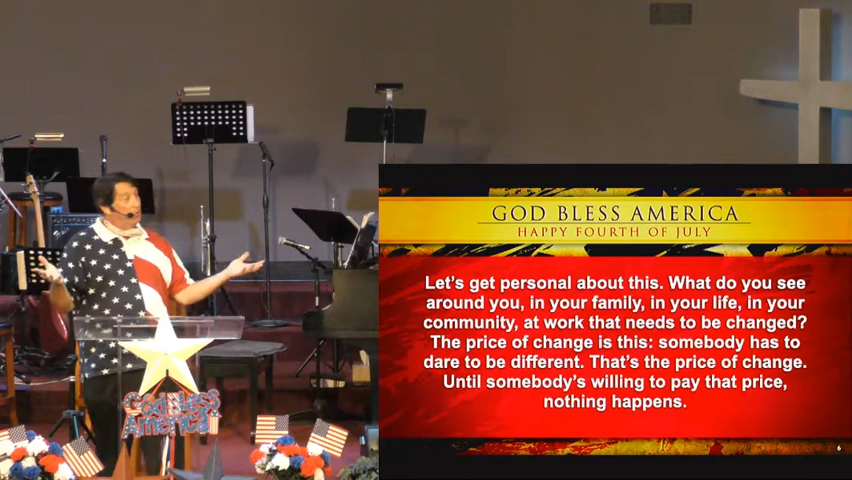 GOD BLESS AMERICA
HAPPY FOURTH OF JULY
Let's get personal about this. What do you see
around you, in your family, in your life, in your
community, at work that needs to be changed?
The price of change is this: somebody has to
dare to be different. That's the price of change.
Until somebody's willing to pay that price,
nothing happens.
6
God Bless
America